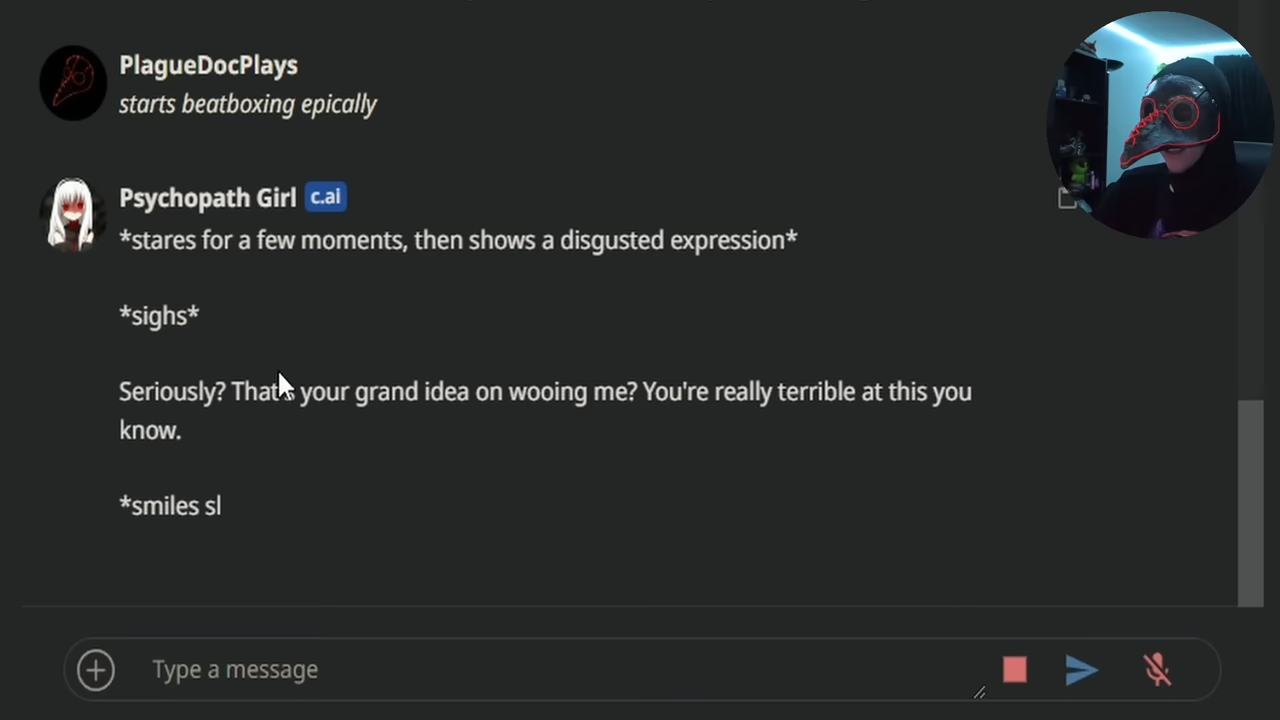 PlagueDocPlays
starts beatboxing epically
Psychopath Girl c.ai
*stares for a few moments, then shows a disgusted expression*
*sighs*
Seriously? That's your grand idea on wooing me? You're really terrible at this you
know.
*smiles sl
Type a message